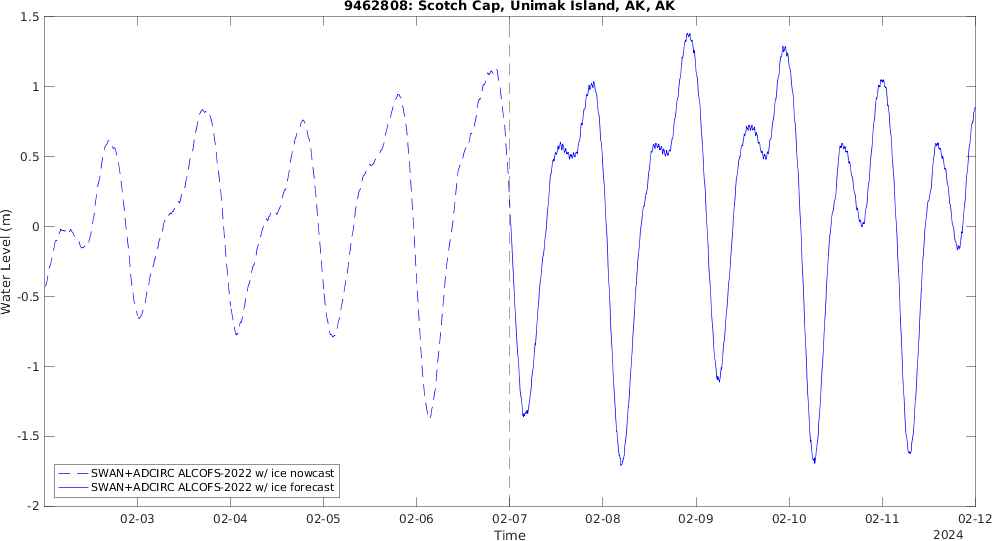 9462808: Scotch Cap, Unimak Island, AK, AK
Water Level (m)
1.5
1
0.5
0
-0.5
-1
-1.5
-2
SWAN+ADCIRC ALCOFS-2022 w/ ice nowcast
SWAN+ADCIRC ALCOFS-2022 w/ ice forecast
02-03 02-04 02-05 02-06 02-07 02-08 02-09 02-10 02-11 02-12
Time
2024